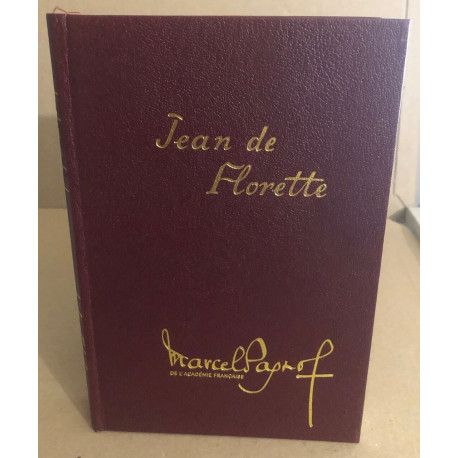 Jean de
Florette
Marcel Pagnol
DE L'ACADÉMIE FRANÇAISE